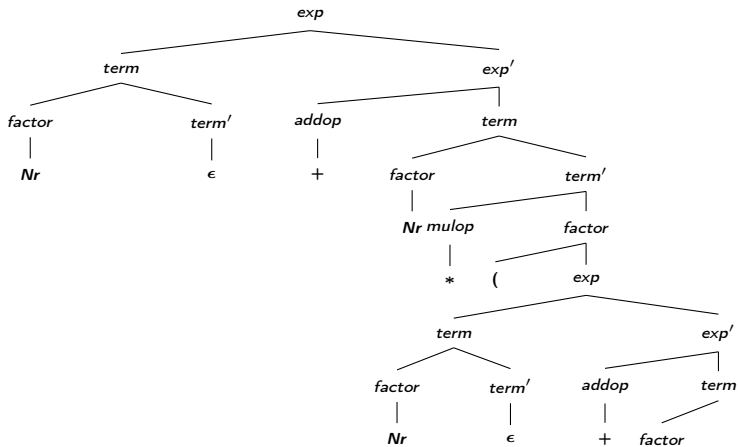 exp
term exp′
factor term′ addop term
Nr ϵ + factor term′
Nr mulop factor
* ( exp
term exp′
factor term′ addop term
Nr ϵ + factor